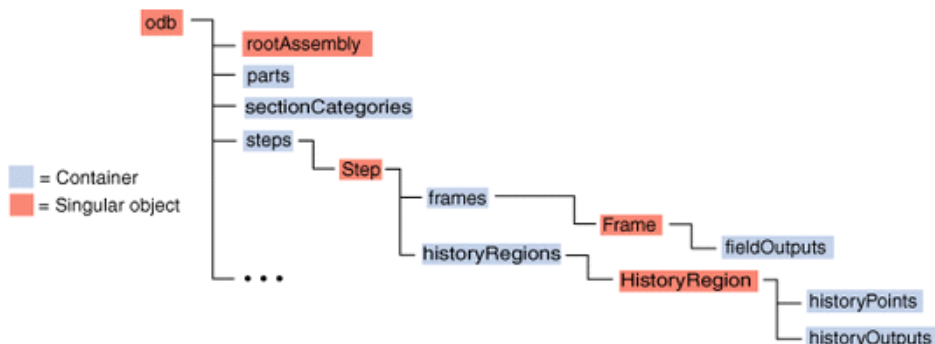 odb
rootAssembly
parts
sectionCategories
steps
= Container
Step
= Singular object
frames
Frame
fieldOutputs
historyRegions
• • •
HistoryRegion
historyPoints
historyOutputs